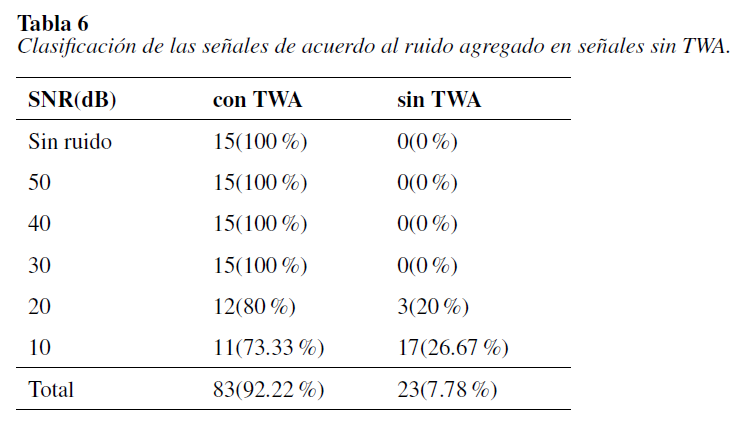 Tabla 6
Clasificación de las señales de acuerdo al ruido agregado en señales sin TWA.
SNR(dB) con TWA sin TWA
Sin ruido 15(100 %) 0(0 %)
50 15(100 %) 0(0 %)
40 15(100 %) 0(0 %)
30 15(100 %) 0(0 %)
20 12(80 %) 3(20 %)
10 11(73.33 %) 17(26.67 %)
Total 83(92.22 %) 23(7.78 %)